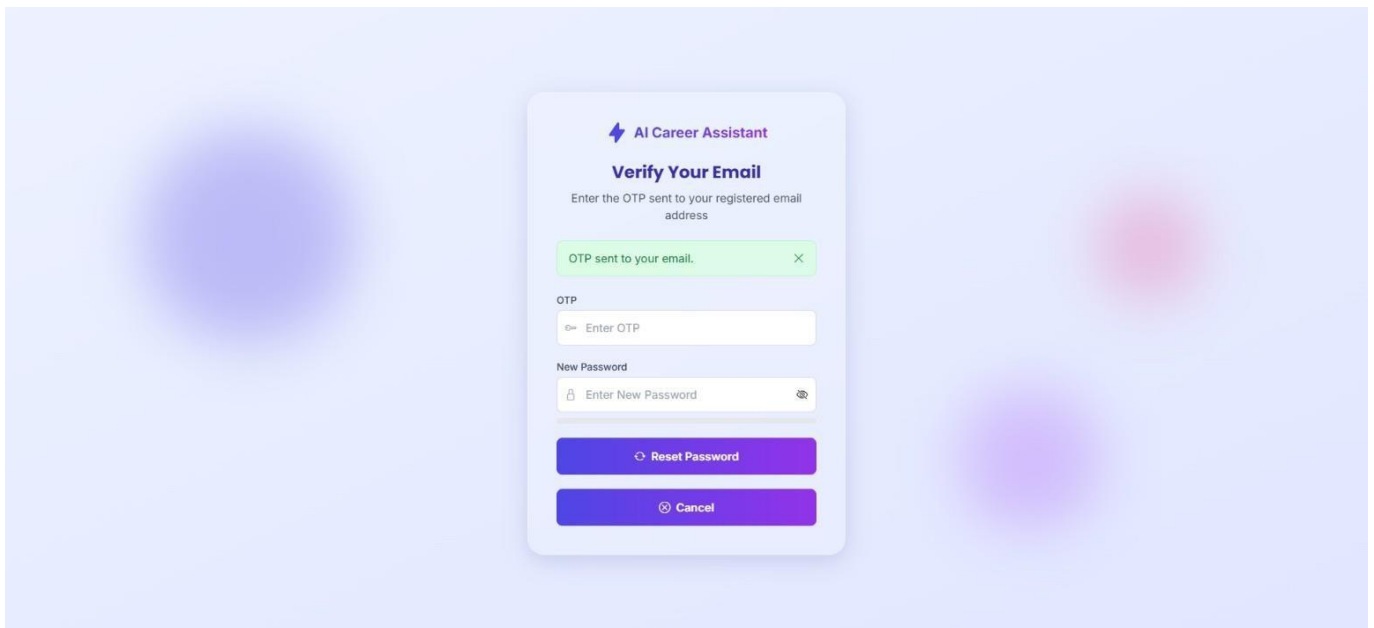 AI Career Assistant
Verify Your Email
Enter the OTP sent to your registered email
address
OTP sent to your email.
OTP
Enter OTP
New Password
Enter New Password
Reset Password
Cancel